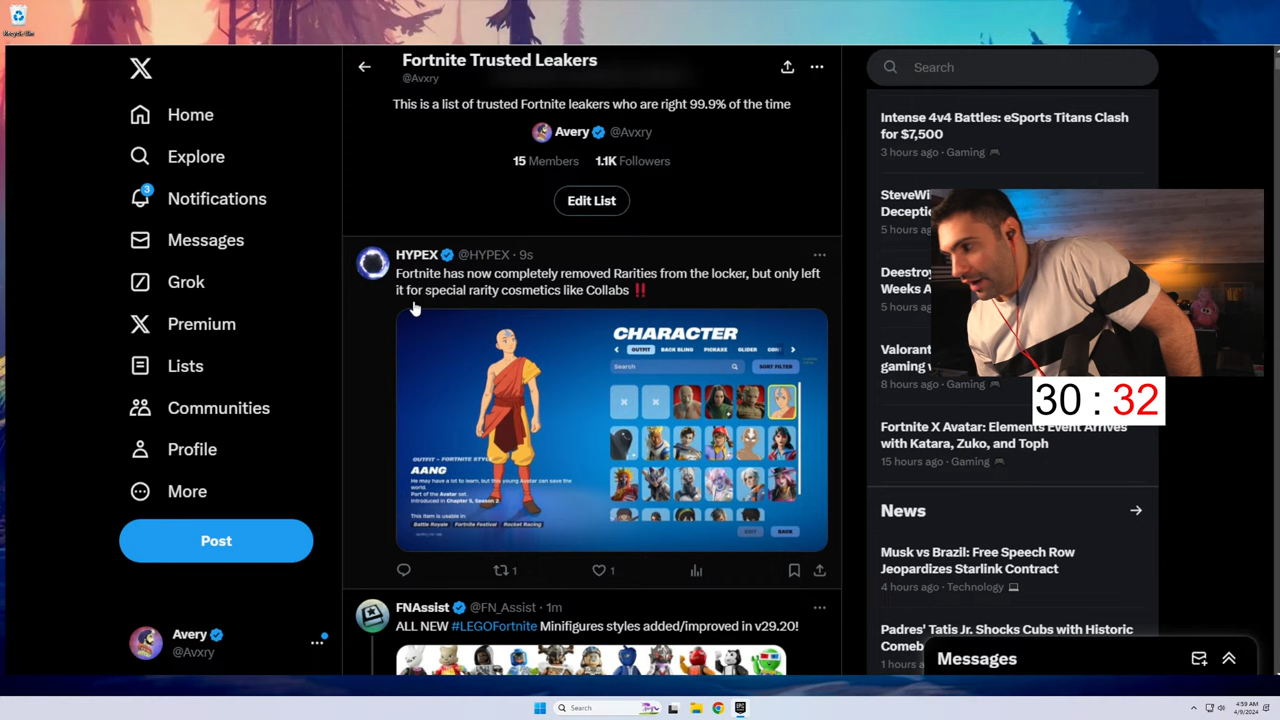 Recycle Bin
Fortnite Trusted Leakers
@Avxry
This is a list of trusted Fortnite leakers who are right 99.9% of the time
Avery @Avxry
15 Members 1.1K Followers
Edit List
Home
Explore
3
Notifications
Messages
Grok
Premium
Lists
Communities
Profile
More
Post
Avery
@Avxry
HYPEX @HYPEX · 9s
Fortnite has now completely removed Rarities from the locker, but only left
it for special rarity cosmetics like Collabs ‼️
CHARACTER
OUTFIT BACK BLING PICKAXE GLIDER
Search SORT FILTER
OUTFIT - FORTNITE STYLE
AANG
He may have a lot to learn, but this young Avatar can save the
world.
Part of the Avatar set.
Introduced in Chapter 5, Season 2.
This item is usable in:
Battle Royale Fortnite Festival Rocket Racing
EXIT BACK
1 1
FNAssist @FN_Assist · 1m
ALL NEW #LEGOFortnite Minifigures styles added/improved in v29.20!
Search
Intense 4v4 Battles: eSports Titans Clash
for $7,500
3 hours ago · Gaming
SteveWi
Decepti
5 hours
Deestroy
Weeks A
5 hours
Valorant
gaming
8 hours ago · Gaming
30 : 32
Fortnite X Avatar: Elements Event Arrives
with Katara, Zuko, and Toph
15 hours ago · Gaming
News
Musk vs Brazil: Free Speech Row
Jeopardizes Starlink Contract
4 hours ago · Technology
Padres' Tatis Jr. Shocks Cubs with Historic
Comeb
1 hours
Messages
Search
4:59 AM
4/9/2024